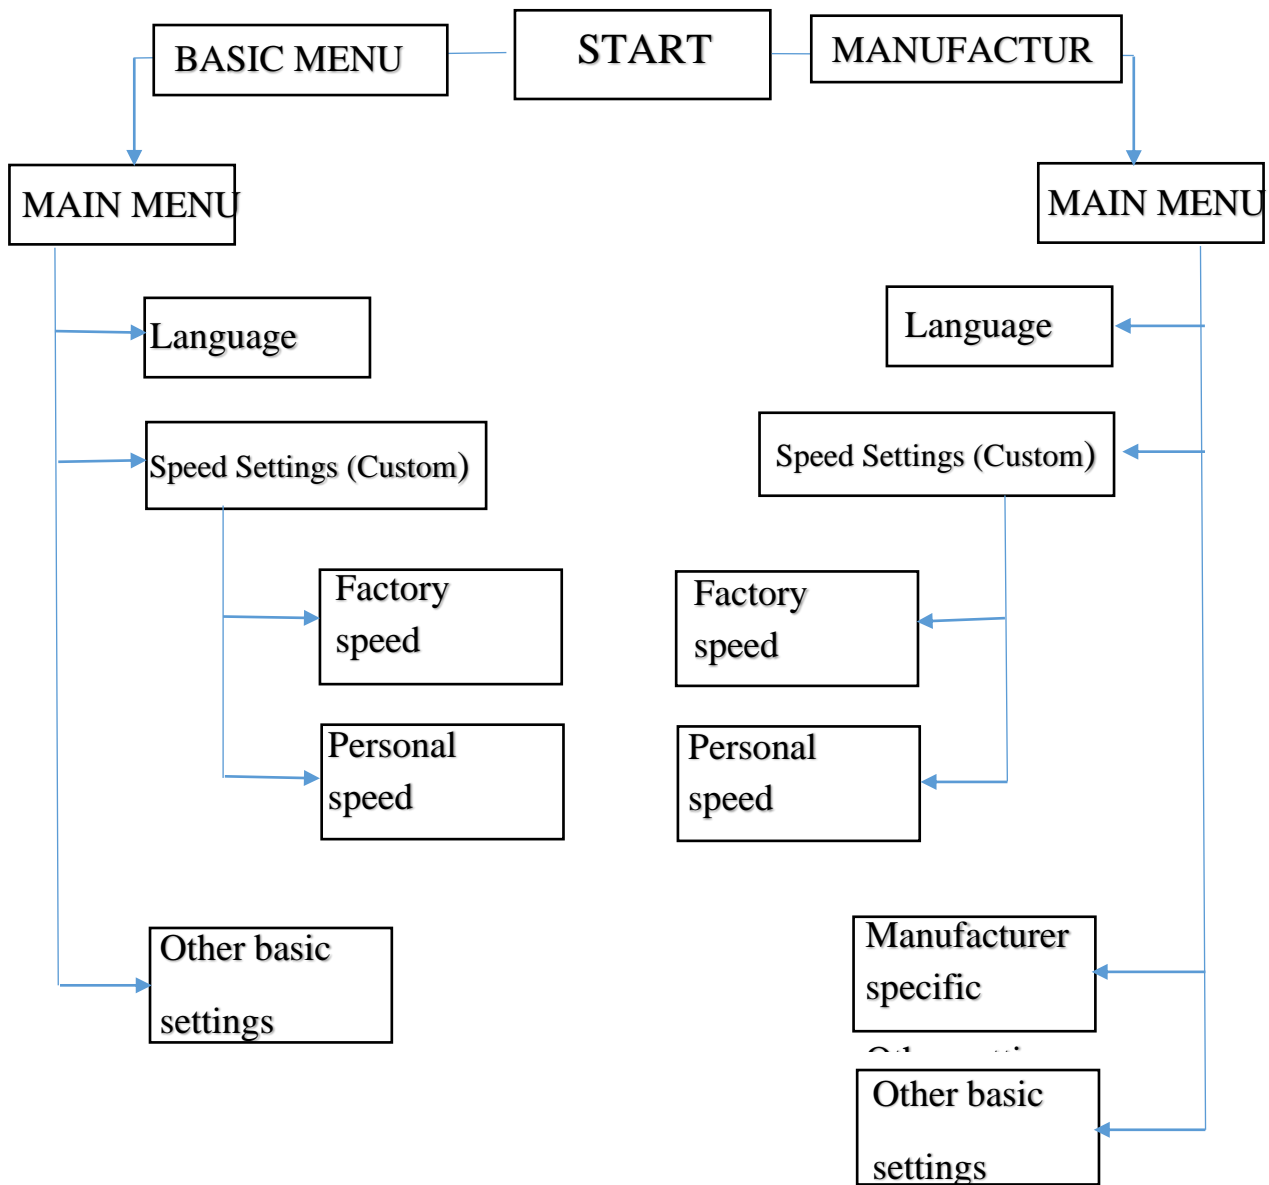 BASIC MENU
START
MANUFACTUR
MAIN MENU
MAIN MENU
Language
Language
Speed Settings (Custom)
Speed Settings (Custom)
Factory
speed
Factory
speed
Personal
speed
Personal
speed
Other basic
settings
Manufacturer
specific
Other basic
settings